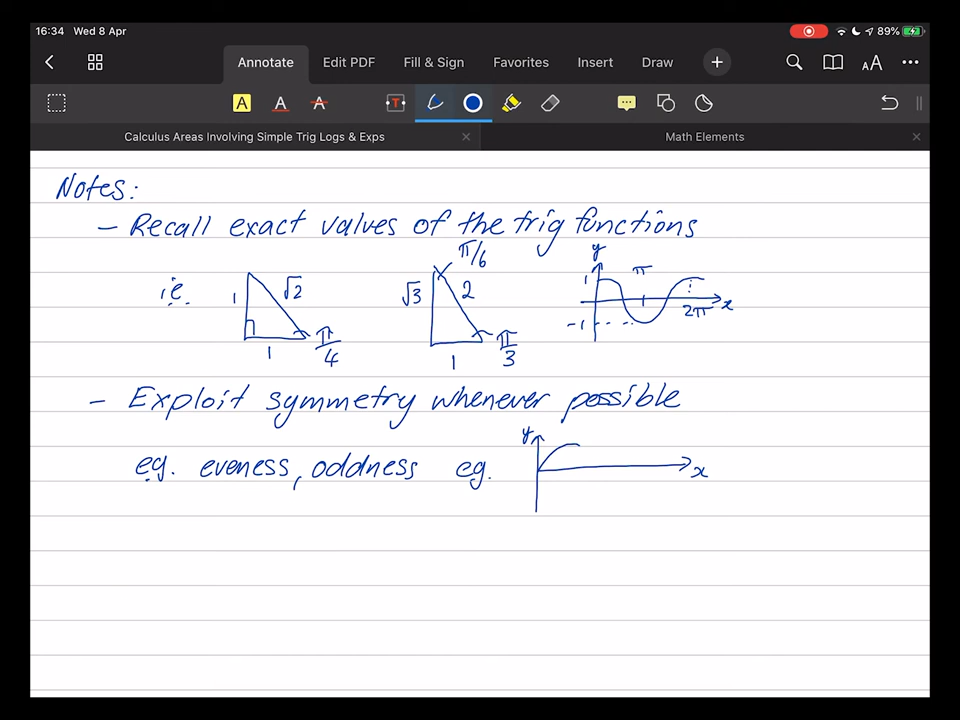 16:34 Wed 8 Apr 89%
Annotate Edit PDF Fill & Sign Favorites Insert Draw AA
A A A T
Calculus Areas Involving Simple Trig Logs & Exps Math Elements
Notes:
- Recall exact values of the trig functions
i.e. 1 √2 1 π/4 √3 π/6 2 1 π/3 y 1 π -1 2π x
- Exploit symmetry whenever possible
eg. eveness, oddness eg. y x